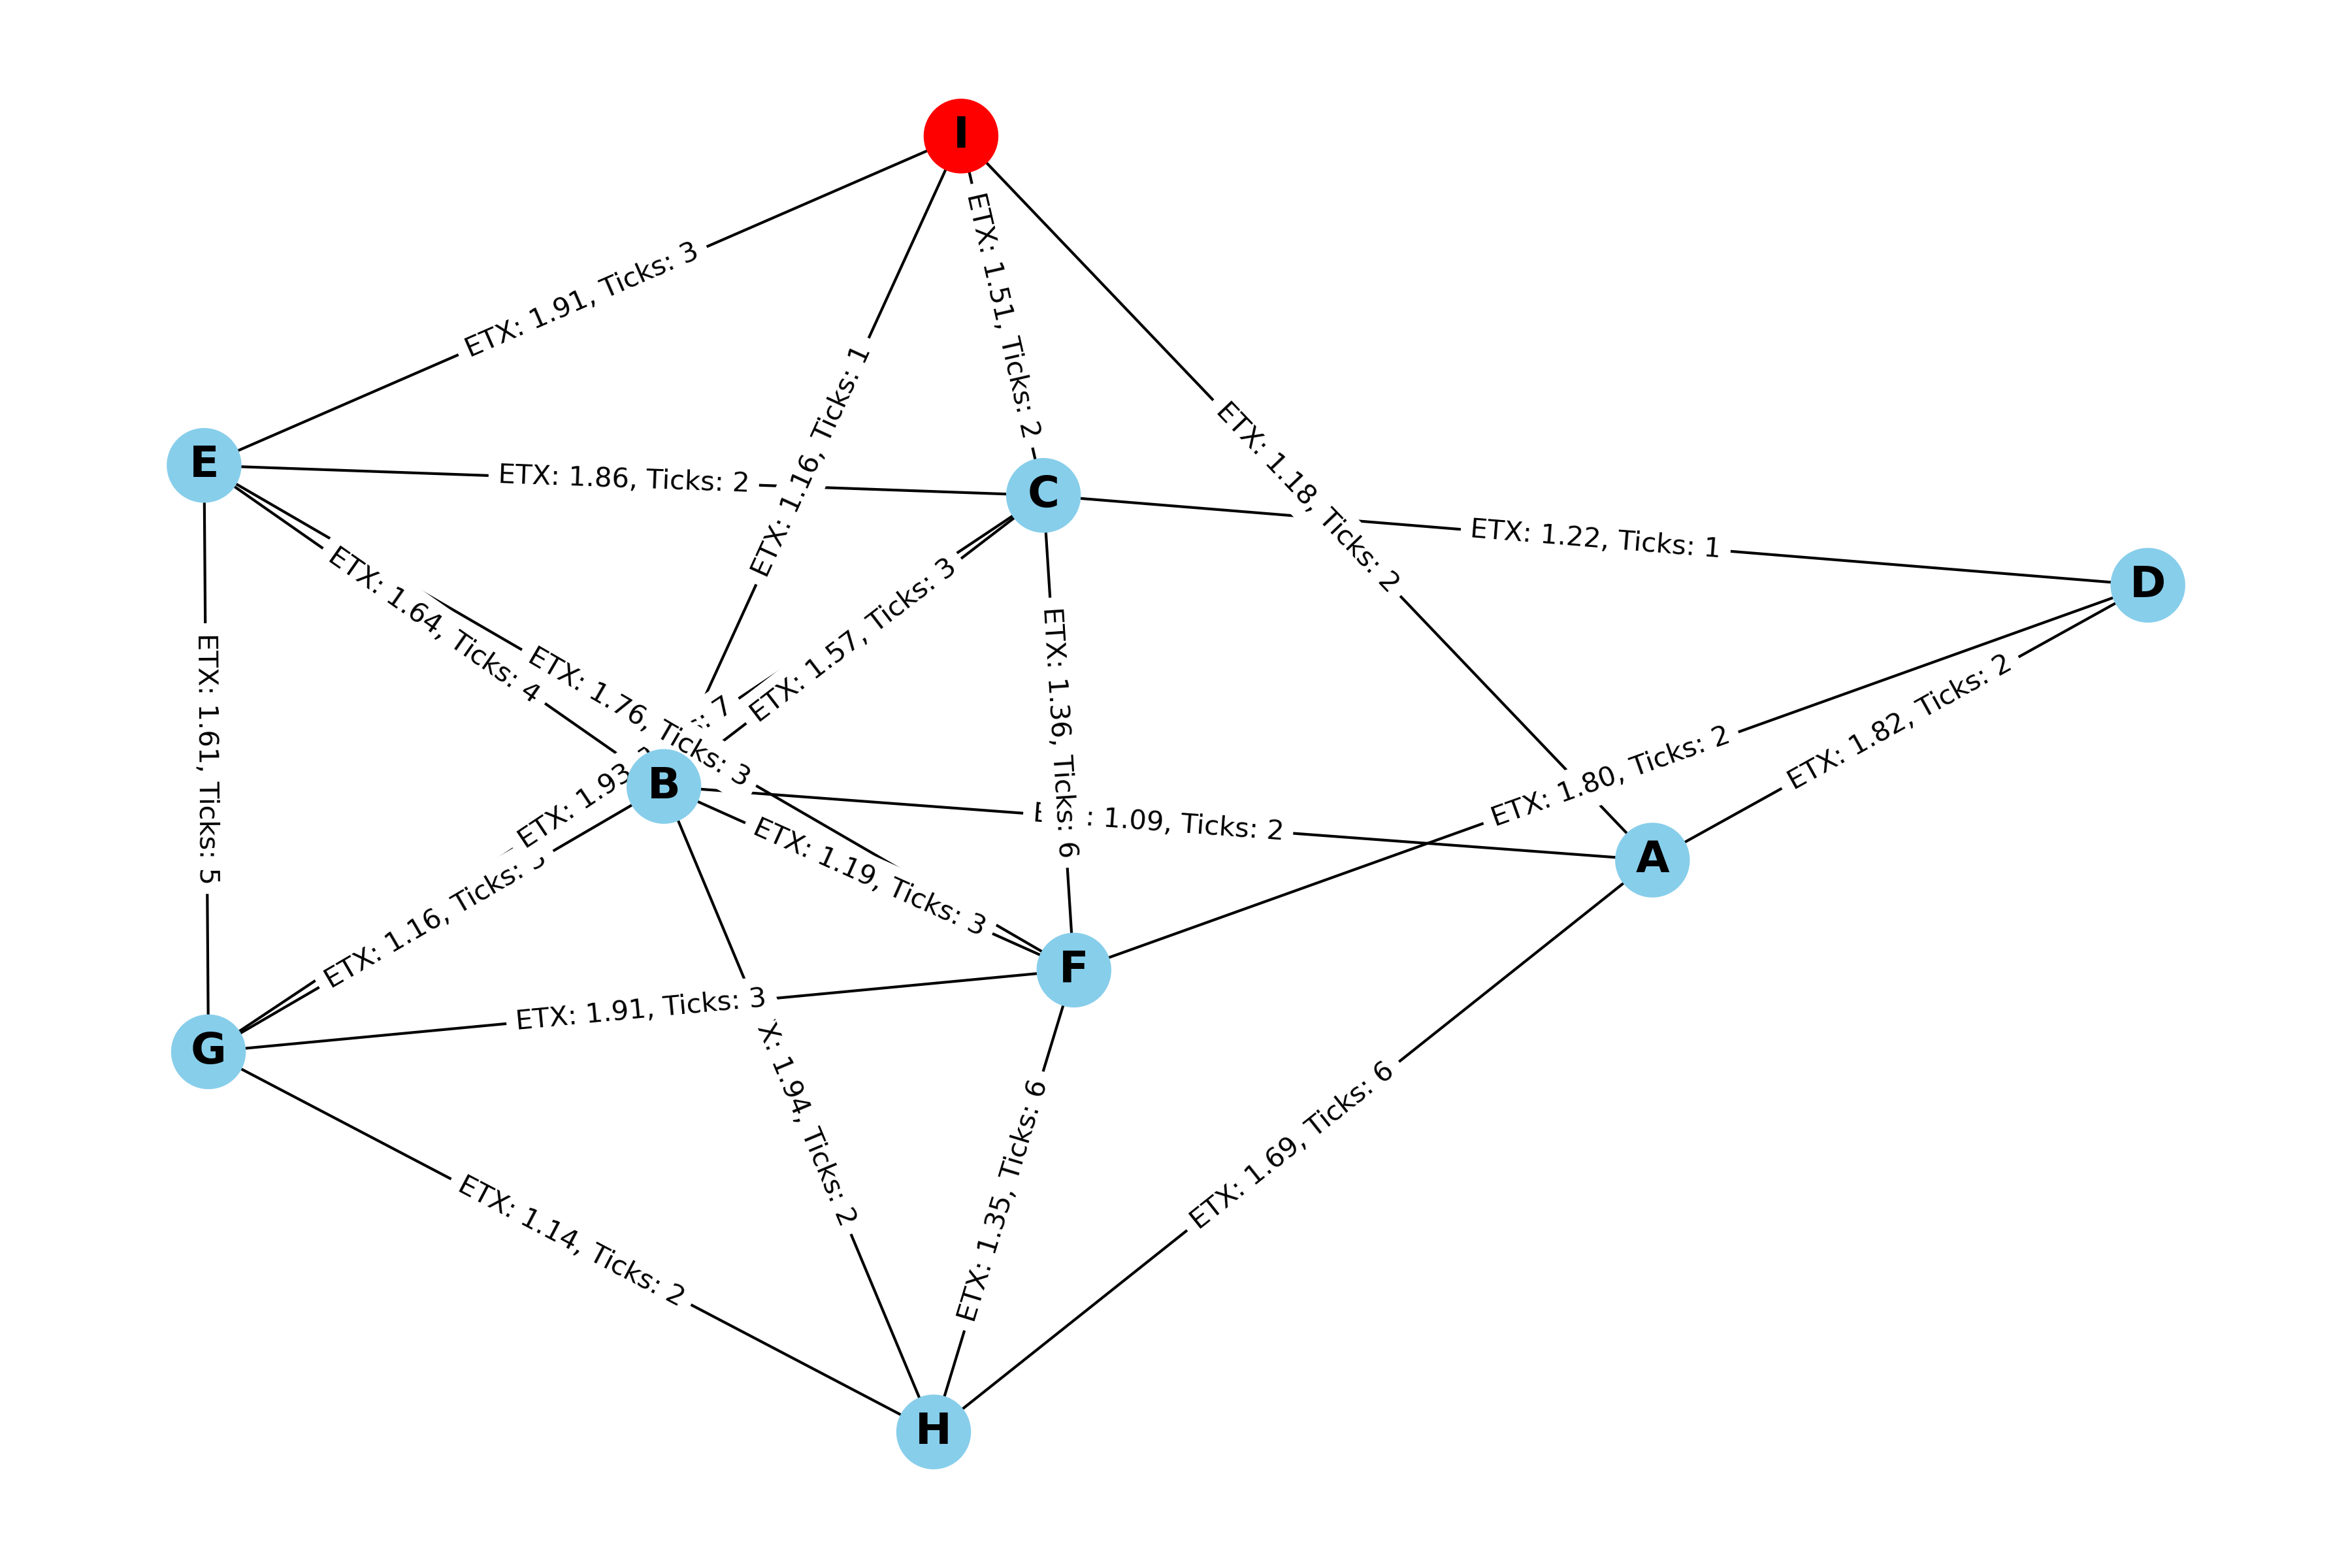 I
ETX: 1.91, Ticks: 3
ETX: 1.51, Ticks: 2
ETX: 1.16, Ticks: 1
ETX: 1.18, Ticks: 2
E
ETX: 1.86, Ticks: 2
C
ETX: 1.22, Ticks: 1
D
ETX: 1.64, Ticks: 4
ETX: 1.76, Ticks: 3
ETX: 1.57, Ticks: 3
ETX: 1.36, Ticks: 6
ETX: 1.82, Ticks: 2
ETX: 1.80, Ticks: 2
ETX: 1.61, Ticks: 5
ETX: 1.93
: 7
B
: 1.09, Ticks: 2
A
ETX: 1.19, Ticks: 3
ETX: 1.16, Ticks:
F
ETX: 1.91, Ticks: 3
G
X: 1.94, Ticks: 2
ETX: 1.35, Ticks: 6
ETX: 1.69, Ticks: 6
ETX: 1.14, Ticks: 2
H